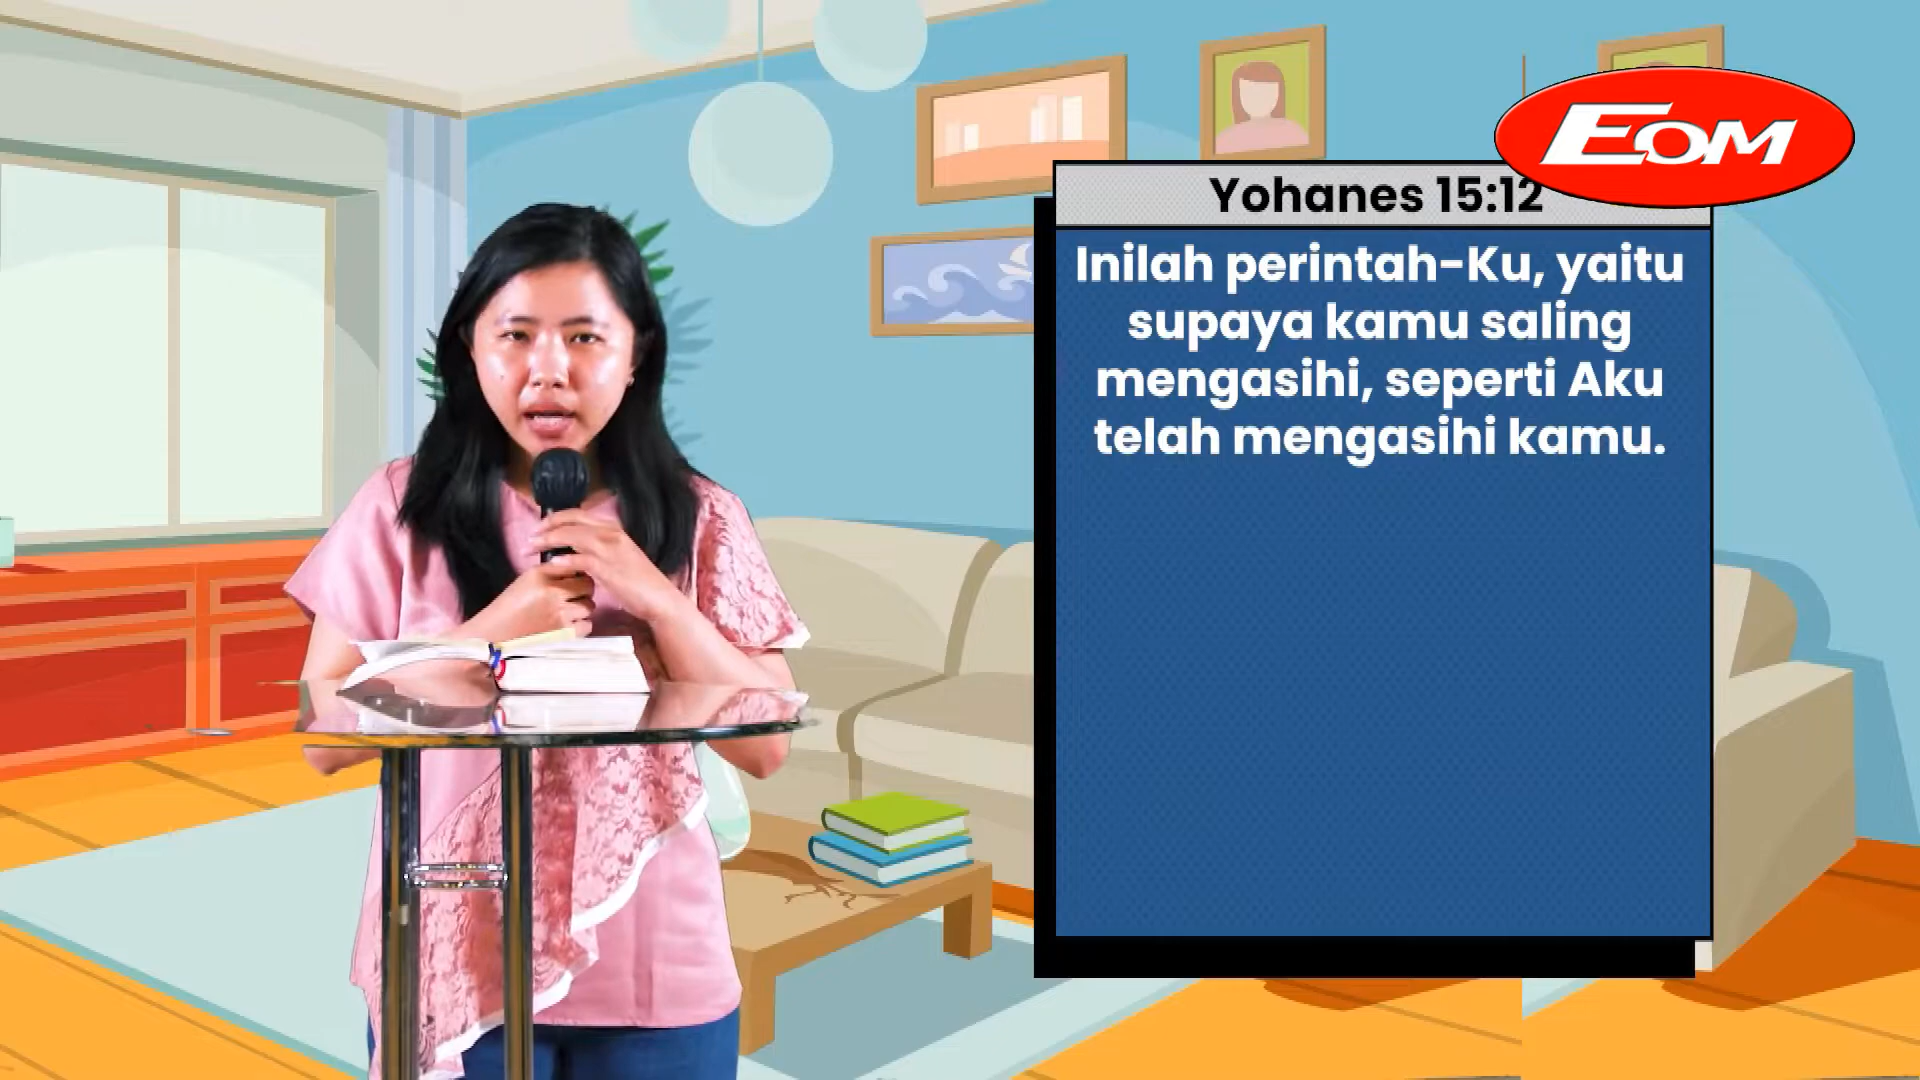 EOM
Yohanes 15:12
Inilah perintah-Ku, yaitu
supaya kamu saling
mengasihi, seperti Aku
telah mengasihi kamu.